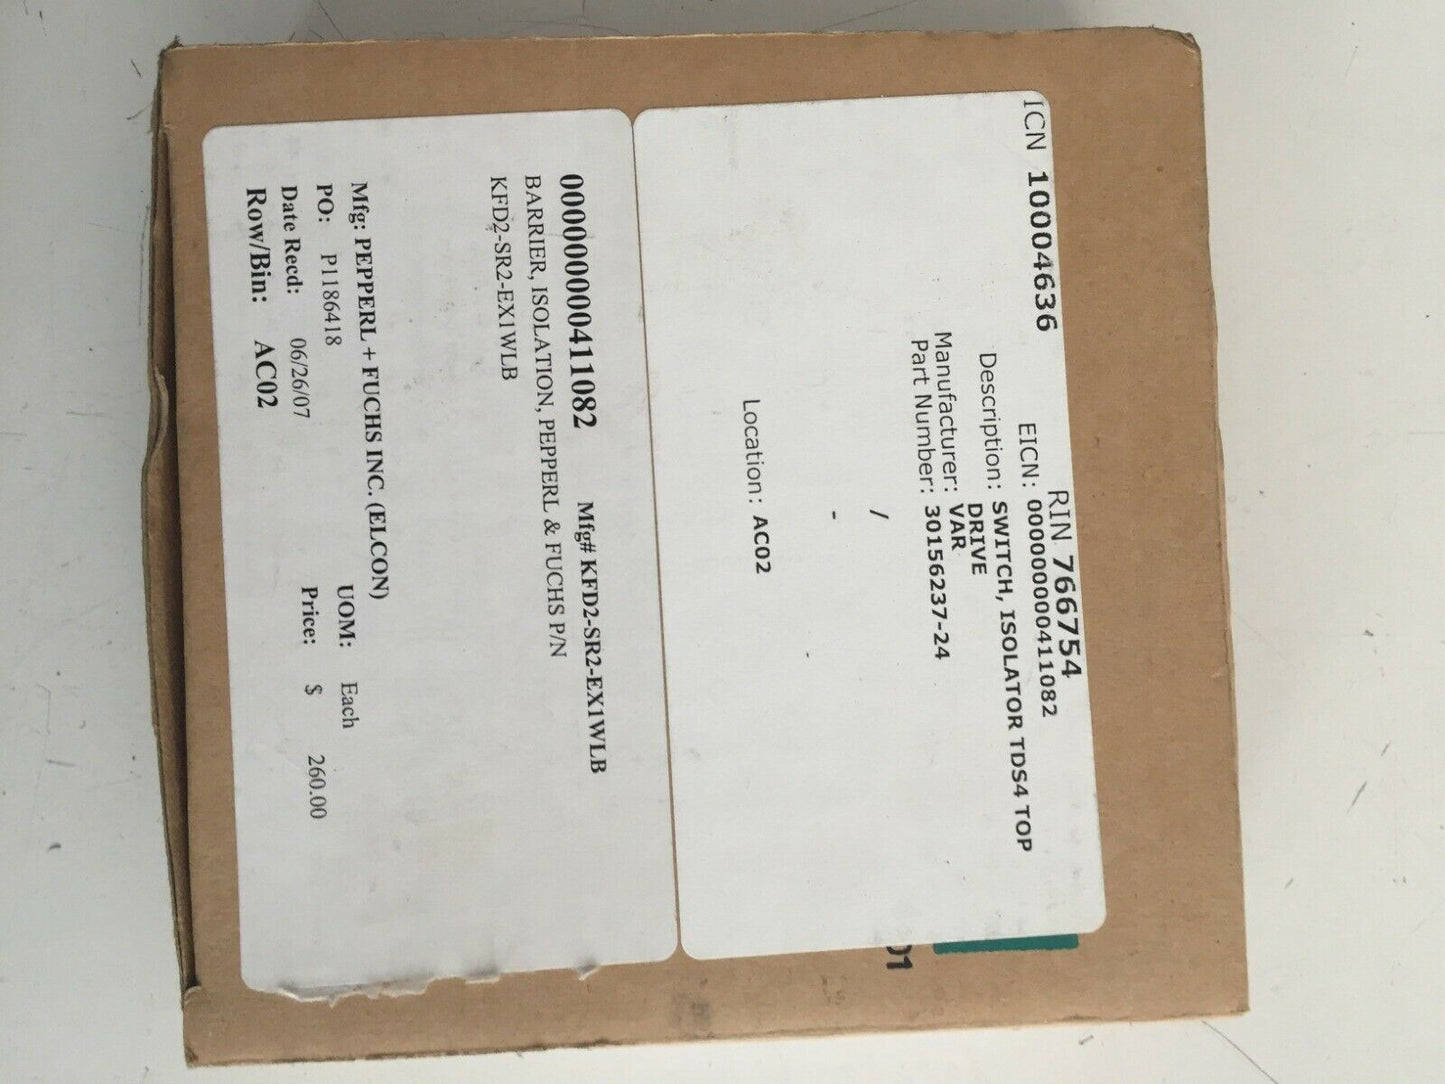 ICN 10004636
RIN 766754
EICN: 000000000411082
Description: SWITCH, ISOLATOR TDS4 TOP
DRIVE
Manufacturer: VAR
Part Number: 30156237-24
/
-
Location: AC02
000000000411082 Mfg# KFD2-SR2-EX1WLB
BARRIER, ISOLATION, PEPPERL & FUCHS P/N
KFD2-SR2-EX1WLB
Mfg: PEPPERL + FUCHS INC. (ELCON)
PO: P1186418 UOM: Each
Date Recd: 06/26/07 Price: $ 260.00
Row/Bin: AC02
01